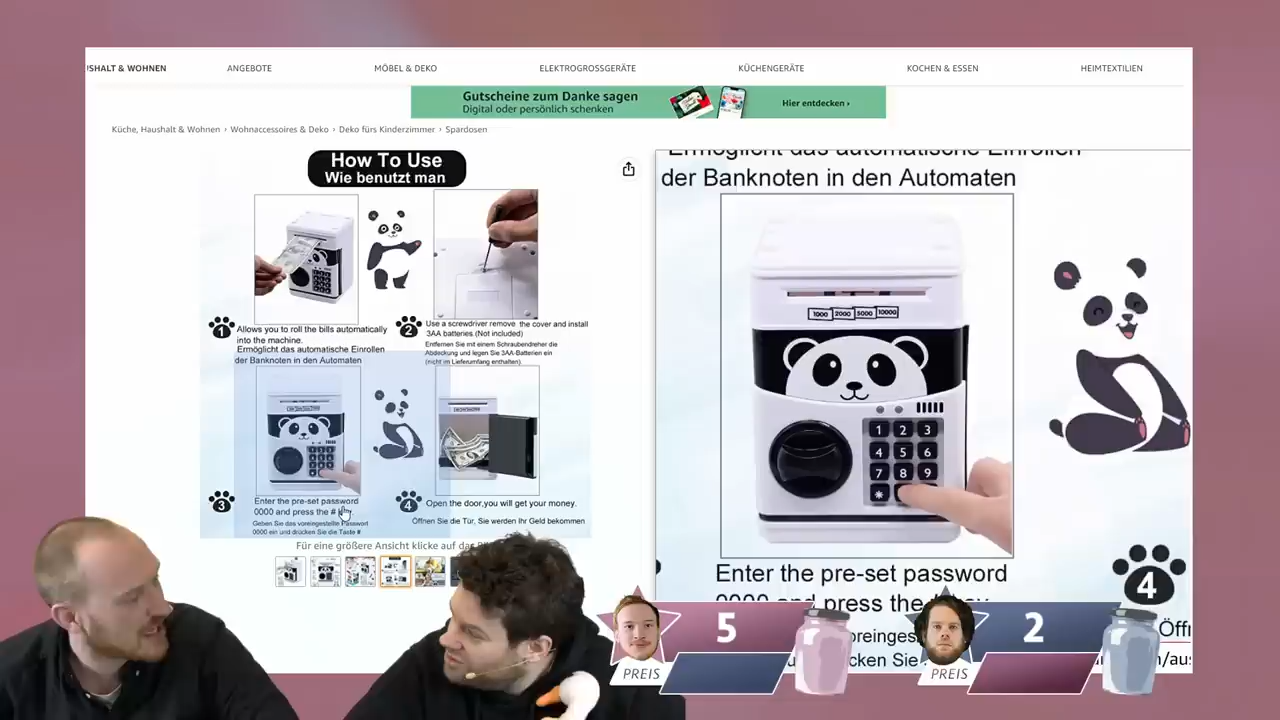 SHALT & WOHNEN
ANGEBOTE
MÖBEL & DEKO
ELEKTROGROSSGERÄTE
KÜCHENGERÄTE
KOCHEN & ESSEN
HEIMTEXTILIEN
Gutscheine zum Danke sagen
Digital oder persönlich schenken
Hier entdecken ›
Küche, Haushalt & Wohnen › Wohnaccessoires & Deko › Deko fürs Kinderzimmer › Spardosen
How To Use
Wie benutzt man
1
Allows you to roll the bills automatically
into the machine.
Ermöglicht das automatische Einrollen
der Banknoten in den Automaten
2
Use a screwdriver remove the cover and install
3AA batteries (Not included)
Entfernen Sie mit einem Schraubendreher die
Abdeckung und legen Sie 3AA-Batterien ein
(nicht im Lieferumfang enthalten)
3
Enter the pre-set password
0000 and press the #
Geben Sie das voreingestellte Passwort
0000 ein und drücken Sie die Taste #
4
Open the door,you will get your money.
Öffnen Sie die Tür, Sie werden Ihr Geld bekommen
Für eine größere Ansicht klicke auf das
Ermöglicht das automatische Einrollen
der Banknoten in den Automaten
1000 2000 5000 10000
1 2 3
4 5 6
7 8 9
*
Enter the pre-set password
0000 and press the
4
5
PREIS
2
PREIS